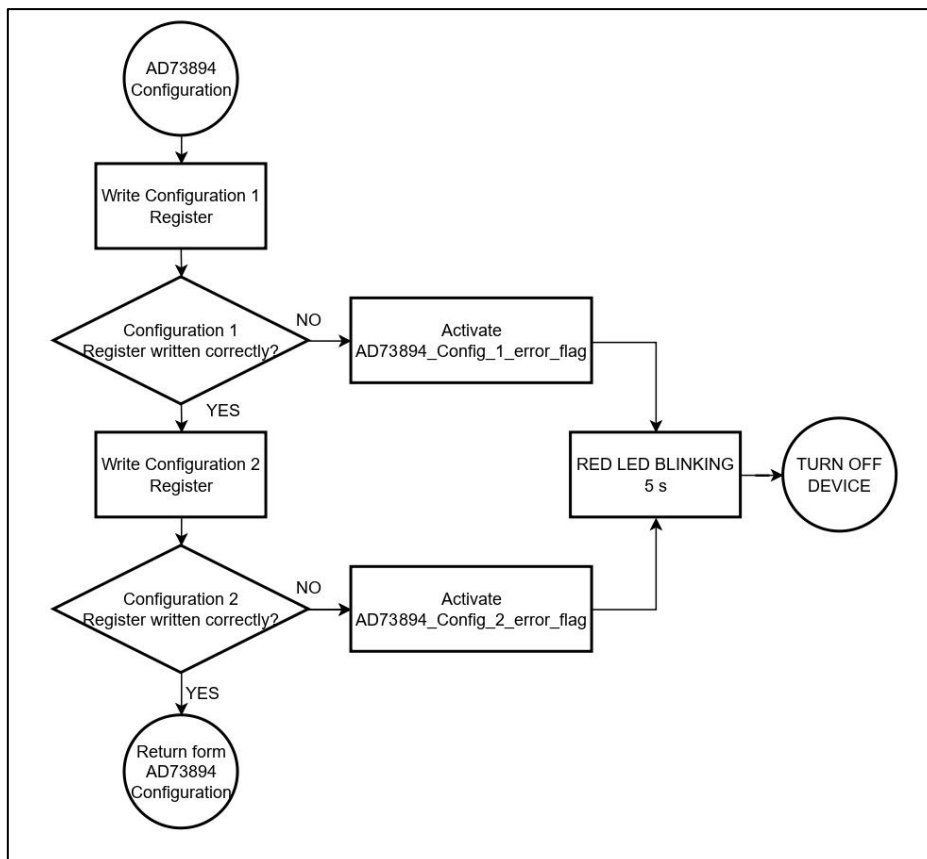 AD73894
Configuration
Write Configuration 1
Register
Configuration 1
Register written correctly?
NO
Activate
AD73894_Config_1_error_flag
YES
Write Configuration 2
Register
RED LED BLINKING
5 s
TURN OFF
DEVICE
Configuration 2
Register written correctly?
NO
Activate
AD73894_Config_2_error_flag
YES
Return form
AD73894
Configuration